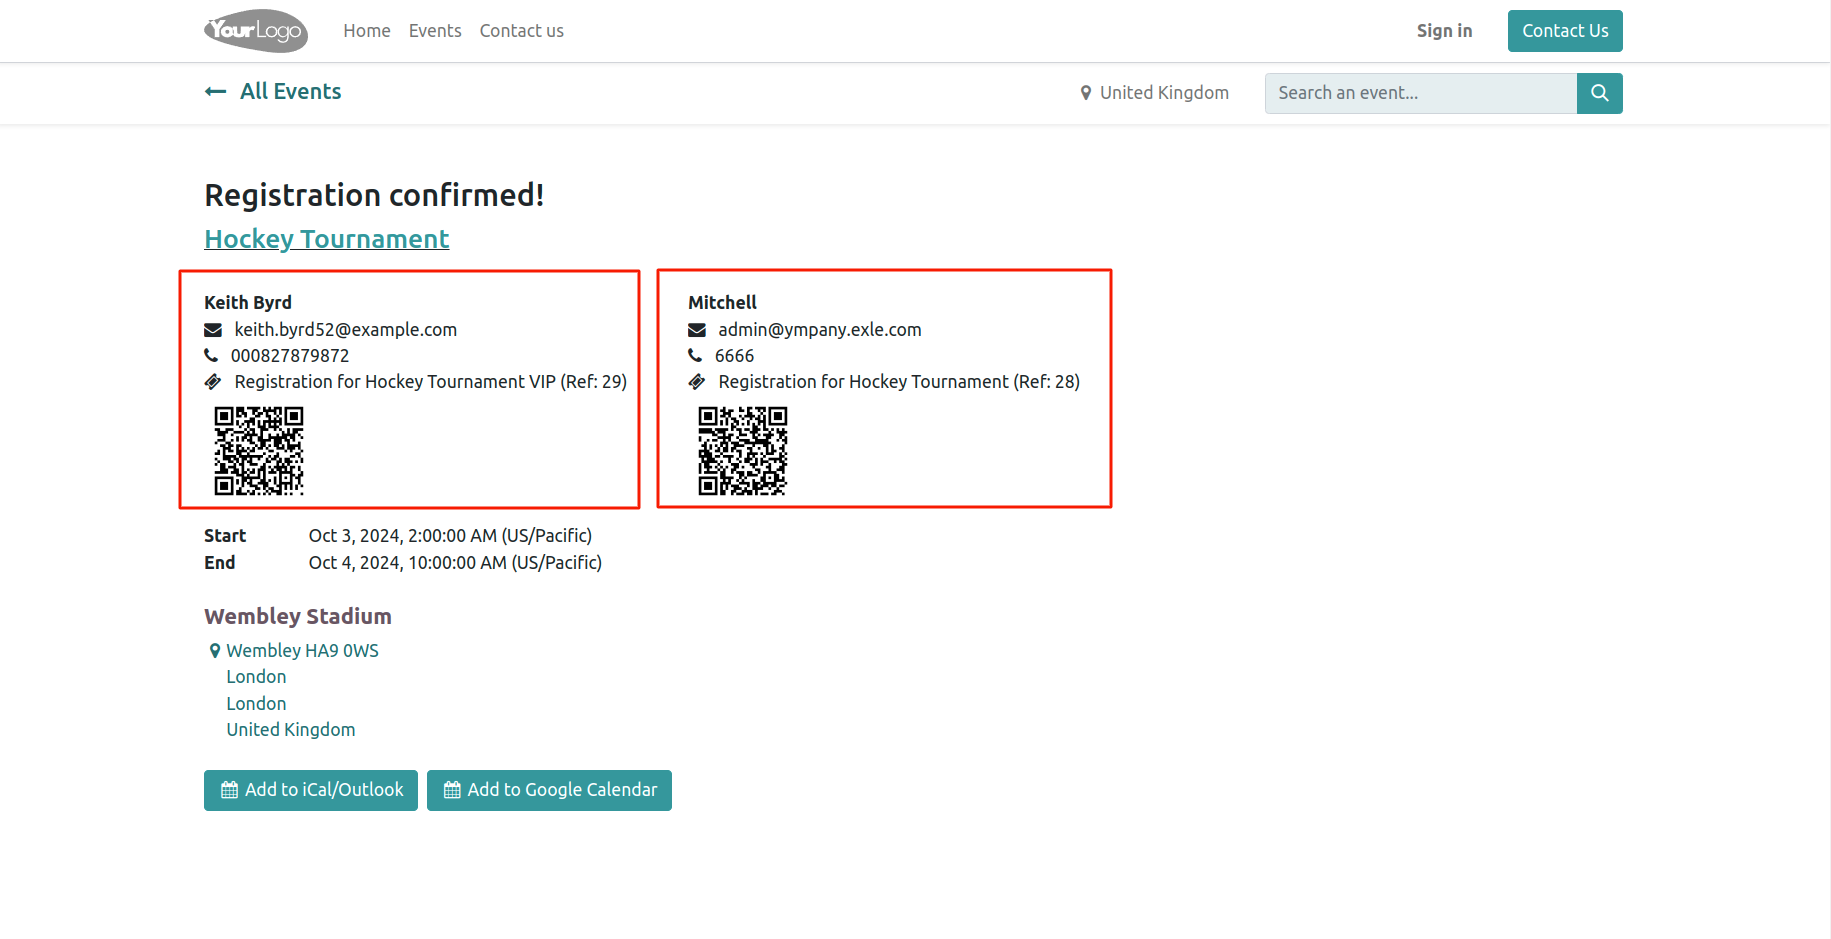 YourLogo
Home Events Contact us Sign in Contact Us
All Events United Kingdom Search an event...
Registration confirmed!
Hockey Tournament
Keith Byrd
keith.byrd52@example.com
000827879872
Registration for Hockey Tournament VIP (Ref: 29)
Mitchell
admin@ympany.exle.com
6666
Registration for Hockey Tournament (Ref: 28)
Start Oct 3, 2024, 2:00:00 AM (US/Pacific)
End Oct 4, 2024, 10:00:00 AM (US/Pacific)
Wembley Stadium
Wembley HA9 0WS
London
London
United Kingdom
Add to iCal/Outlook Add to Google Calendar